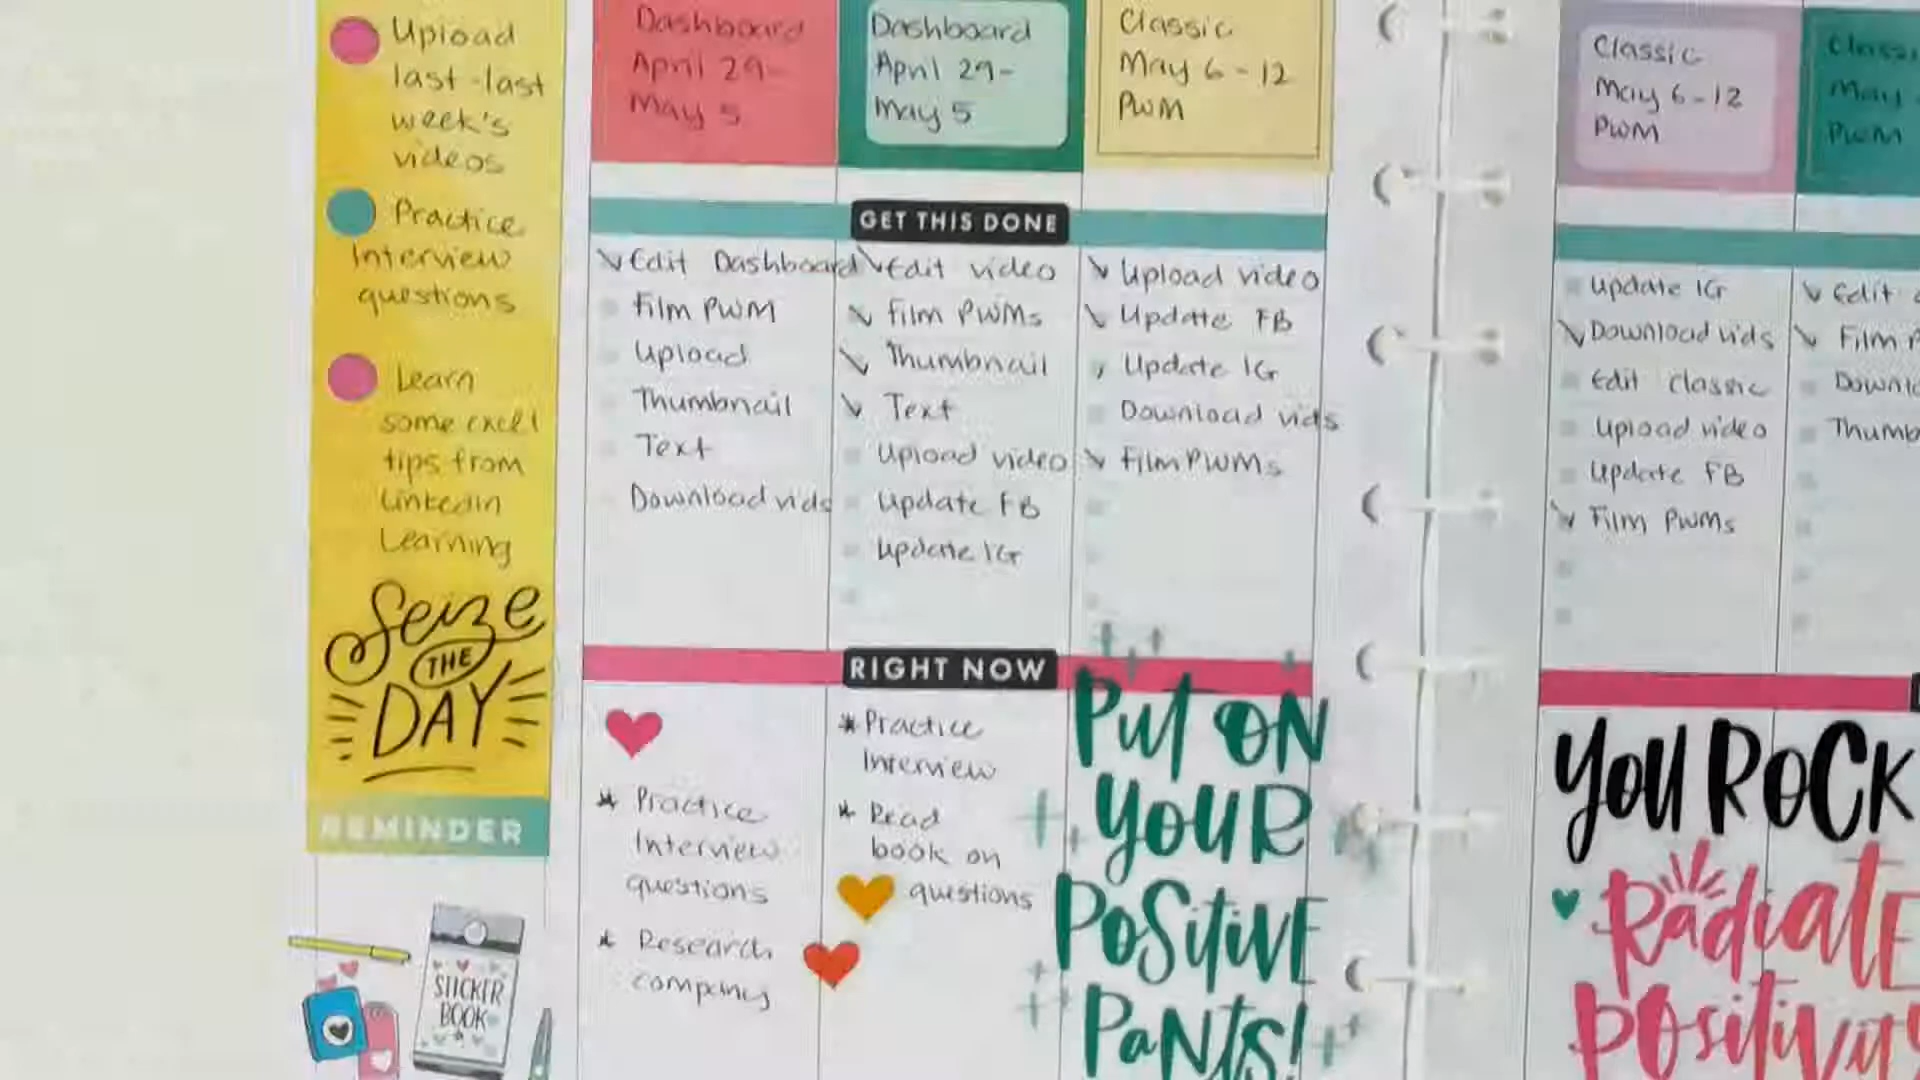 Upload
last-last
week's
videos
Practice
Interview
questions
Learn
some excel
tips from
Linkedin
Learning
Seize
THE
DAY
REMINDER
STICKER
BOOK
Dashboard
April 29-
May 5
Dashboard
April 29-
May 5
Classic
May 6-12
PWM
GET THIS DONE
Edit Dashboard
Film PWM
Upload
Thumbnail
Text
Download vids
Edit video
Film PWMs
Thumbnail
Text
Upload video
Update FB
Update IG
Upload video
Update FB
Update IG
Download vids
Film PWMs
RIGHT NOW
* Practice
Interview
questions
* Research
company
* Practice
Interview
* Read
book on
questions
Put ON
YOUR
POSITIVE
PANTS!
Classic
May 6-12
PWM
Classic
May
PWM
Update IG
Download vids
Edit classic
Upload video
Update FB
Film PWMs
Edit
Film
YOU ROCK
RADIATE
POSITIVITY